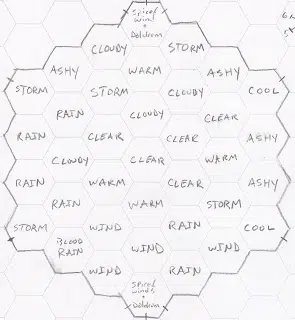 Spiced
wind
+
Doldrum
CLOUDY STORM
ASHY WARM ASHY
STORM STORM CLOUDY COOL
RAIN CLOUDY CLEAR
RAIN CLEAR CLEAR ASHY
CLOUDY CLEAR WARM
RAIN WARM CLEAR ASHY
RAIN WARM STORM
STORM WIND RAIN COOL
BLOOD
RAIN WIND WIND
WIND RAIN
Spiced
winds
+
Doldrum